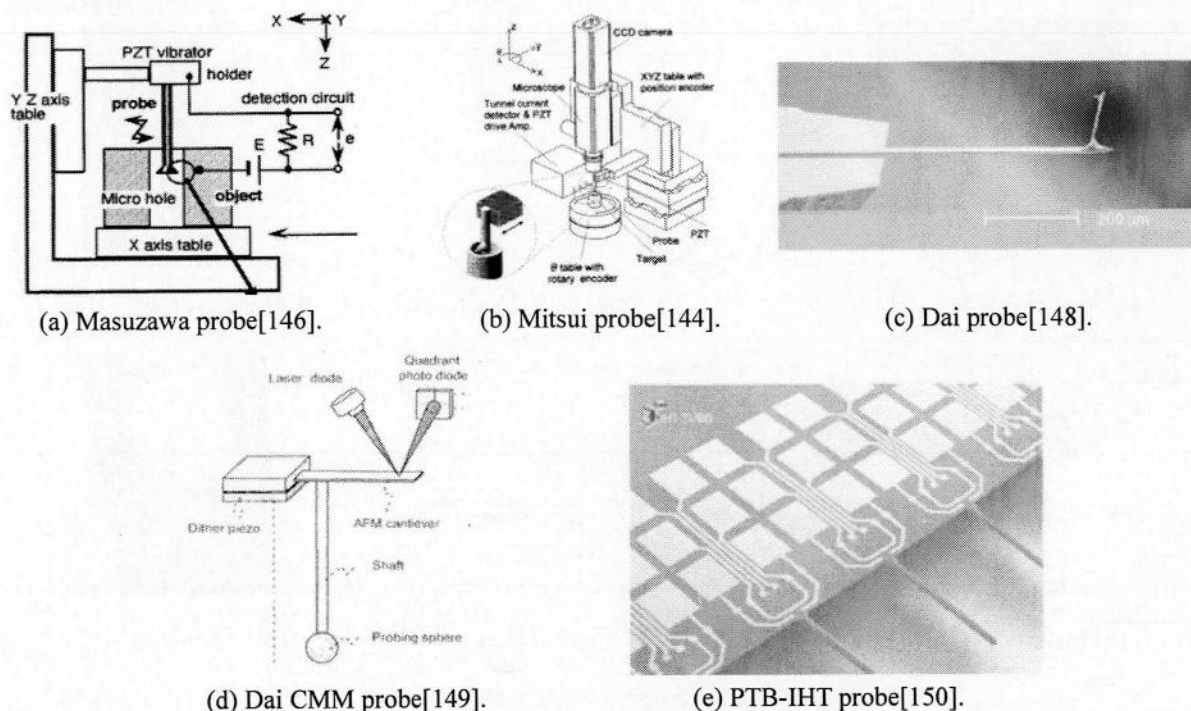 X
Y
Z
PZT vibrator
holder
Y Z axis
table
probe
detection circuit
E
R
e
Micro hole
object
X axis table
(a) Masuzawa probe[146].
CCD camera
Microscope
XYZ table with
position encoder
Tunnel current
detector & PZT
drive Amp.
PZT
Probe
Target
θ table with
rotary encoder
(b) Mitsui probe[144].
200 µm
(c) Dai probe[148].
Laser diode
Quadrant
photo diode
Dither piezo
AFM cantiever
Shaft
Probing sphere
(d) Dai CMM probe[149].
(e) PTB-IHT probe[150].